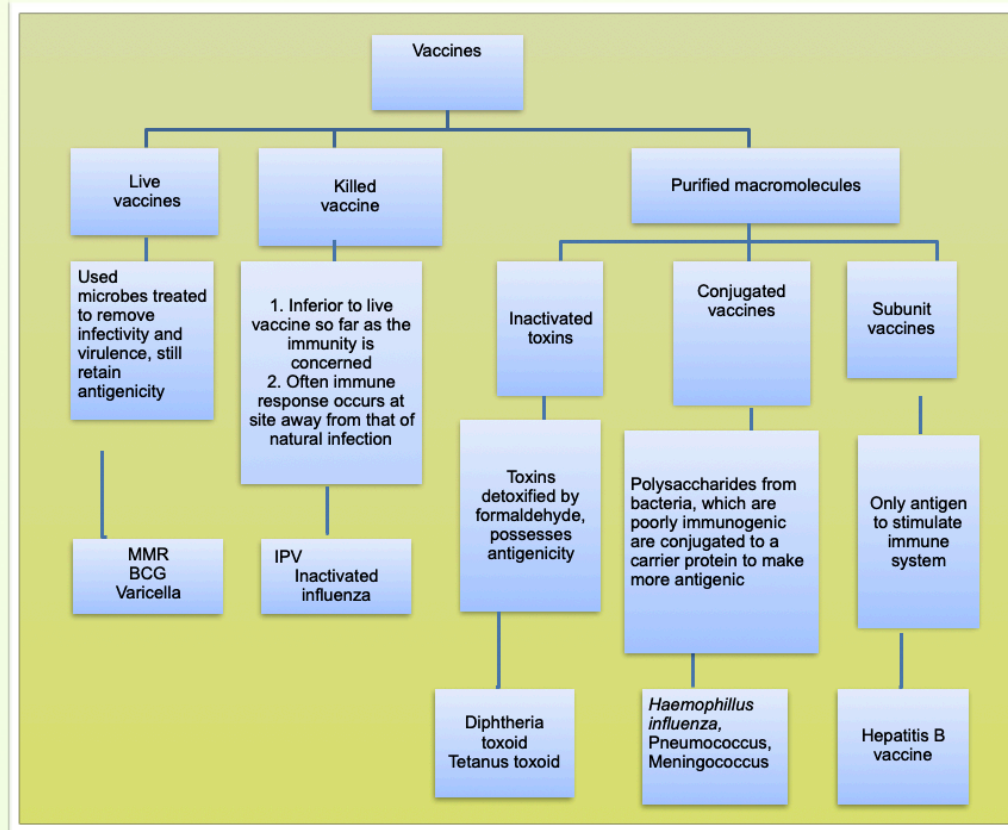 Vaccines
Live
vaccines
Killed
vaccine
Purified macromolecules
Used
microbes treated
to remove
infectivity and
virulence, still
retain
antigenicity
1. Inferior to live
vaccine so far as the
immunity is
concerned
2. Often immune
response occurs at
site away from that of
natural infection
Inactivated
toxins
Conjugated
vaccines
Subunit
vaccines
Toxins
detoxified by
formaldehyde,
possesses
antigenicity
Polysaccharides from
bacteria, which are
poorly immunogenic
are conjugated to a
carrier protein to make
more antigenic
Only antigen
to stimulate
immune
system
MMR
BCG
Varicella
IPV
Inactivated
influenza
Diphtheria
toxoid
Tetanus toxoid
Haemophillus
influenza,
Pneumococcus,
Meningococcus
Hepatitis B
vaccine